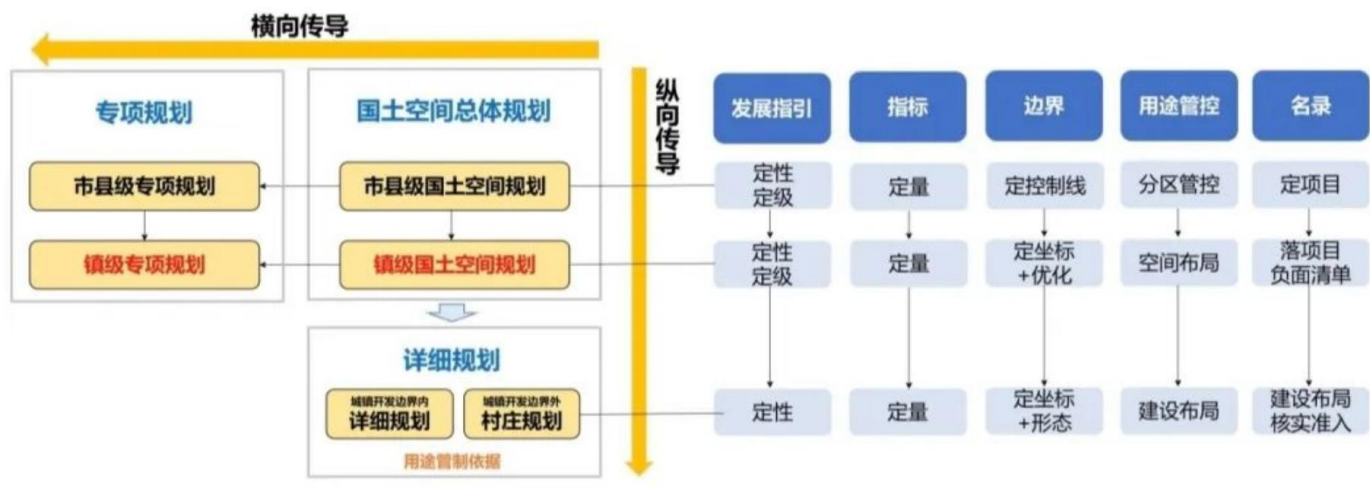 横向传导
纵向传导
专项规划
国土空间总体规划
发展指引
指标
边界
用途管控
名录
市县级专项规划
市县级国土空间规划
定性
定级
定量
定控制线
分区管控
定项目
镇级专项规划
镇级国土空间规划
定性
定级
定量
定坐标
+优化
空间布局
落项目
负面清单
详细规划
城镇开发边界内
详细规划
城镇开发边界外
村庄规划
用途管制依据
定性
定量
定坐标
+形态
建设布局
建设布局
核实准入